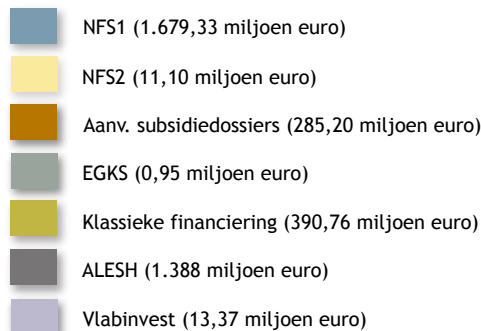 NFS1 (1.679,33 miljoen euro)
NFS2 (11,10 miljoen euro)
Aanv. subsidiedossiers (285,20 miljoen euro)
EGKS (0,95 miljoen euro)
Klassieke financiering (390,76 miljoen euro)
ALESH (1.388 miljoen euro)
Vlabinvest (13,37 miljoen euro)